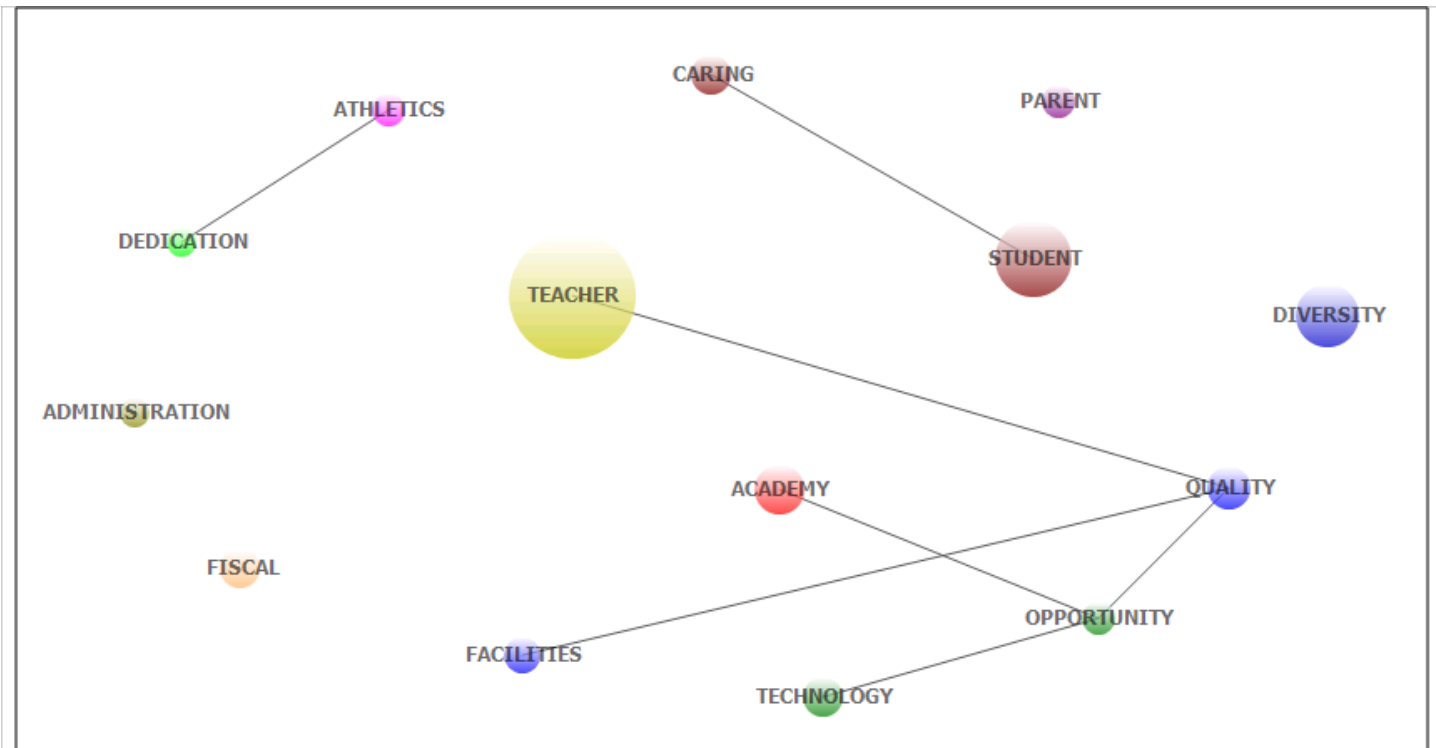 CARING
PARENT
ATHLETICS
DEDICATION
STUDENT
TEACHER
DIVERSITY
ADMINISTRATION
ACADEMY
QUALITY
FISCAL
OPPORTUNITY
FACILITIES
TECHNOLOGY